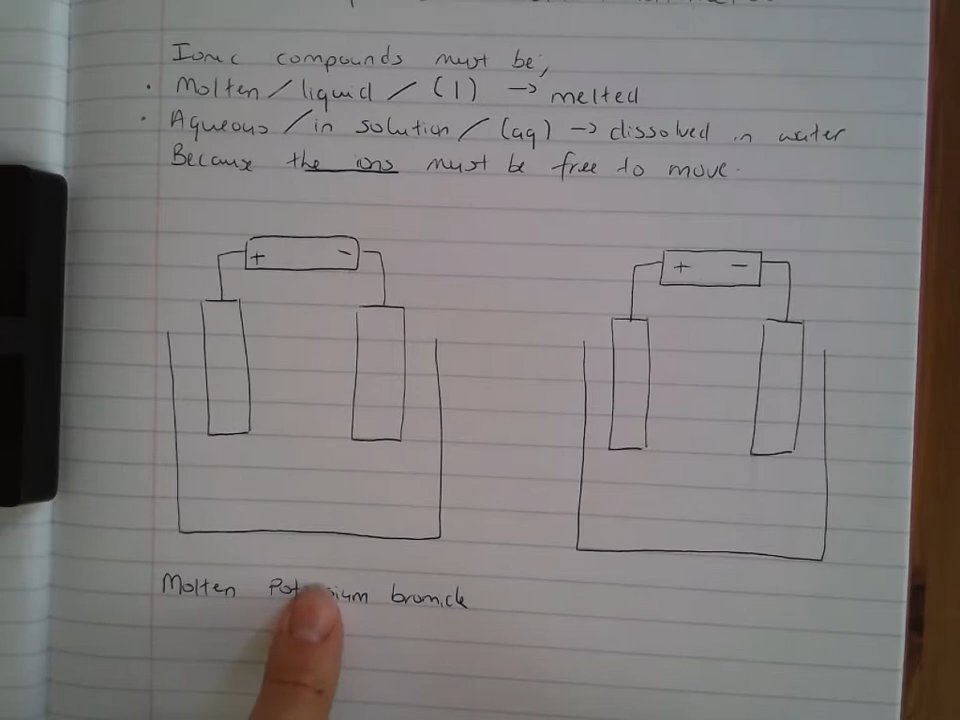 Ionic compounds must be;
· Molten / liquid / (l) → melted
· Aqueous / in solution / (aq) → dissolved in water
Because the ions must be free to move.
+ - + -
Molten bromide